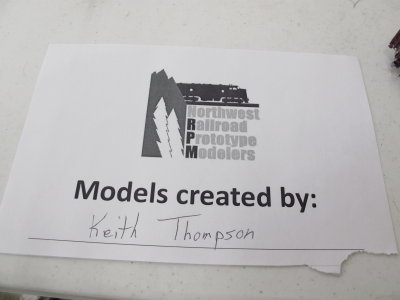 Northwest
Railroad
Prototype
Modelers
Models created by:
Keith Thompson